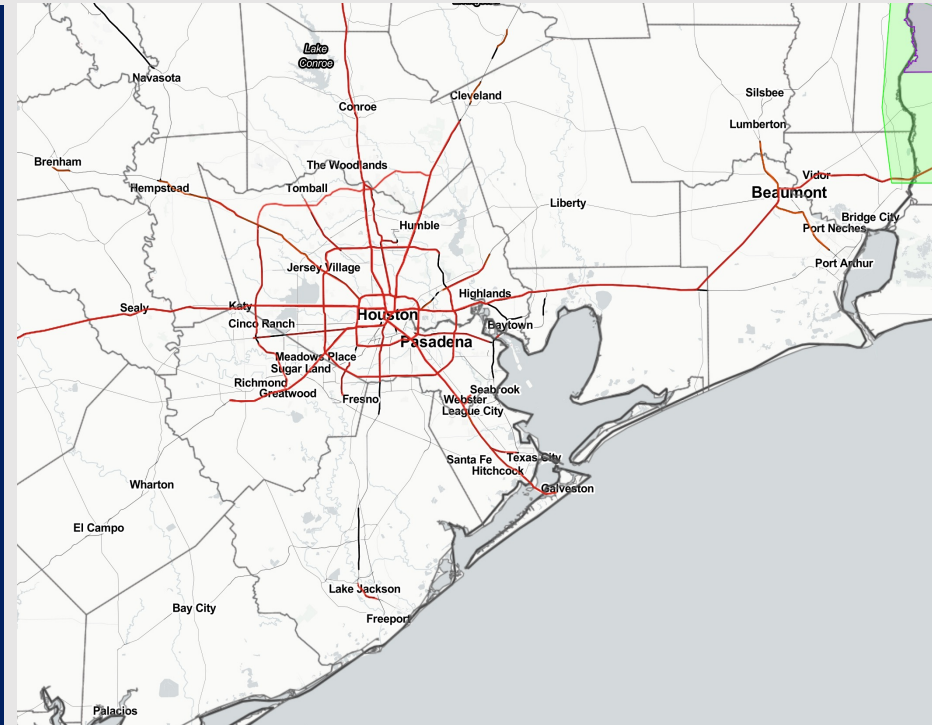 Lake
Conroe
Navasota
Cleveland
Conroe
Silsbee
Lumberton
Brenham
The Woodlands
Hempstead
Tomball
Vidor
Beaumont
Liberty
Bridge City
Humble
Port Neches
Port Arthur
Jersey Village
Highlands
Sealy
Katy
Houston
Cinco Ranch
Baytown
Pasadena
Meadows Place
Sugar Land
Richmond
Greatwood
Seabrook
Fresno
Webster
League City
Santa Fe
Texas City
Hitchcock
Wharton
Galveston
El Campo
Lake Jackson
Bay City
Freeport
Palacios